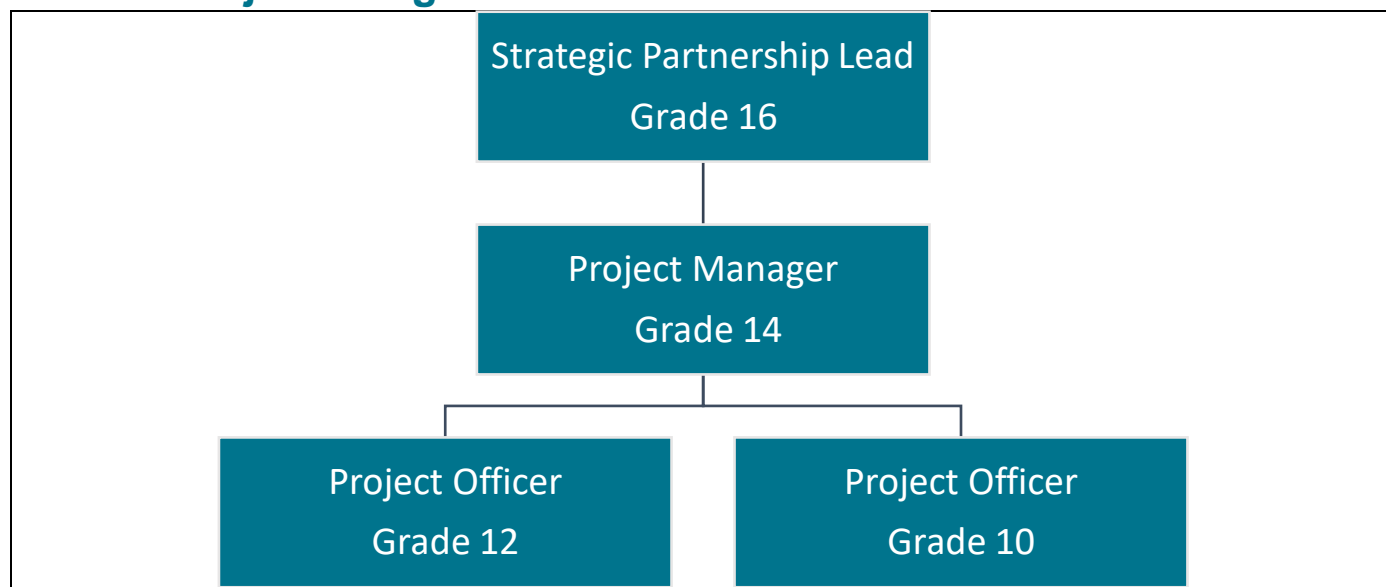 Strategic Partnership Lead
Grade 16
Project Manager
Grade 14
Project Officer
Grade 12
Project Officer
Grade 10